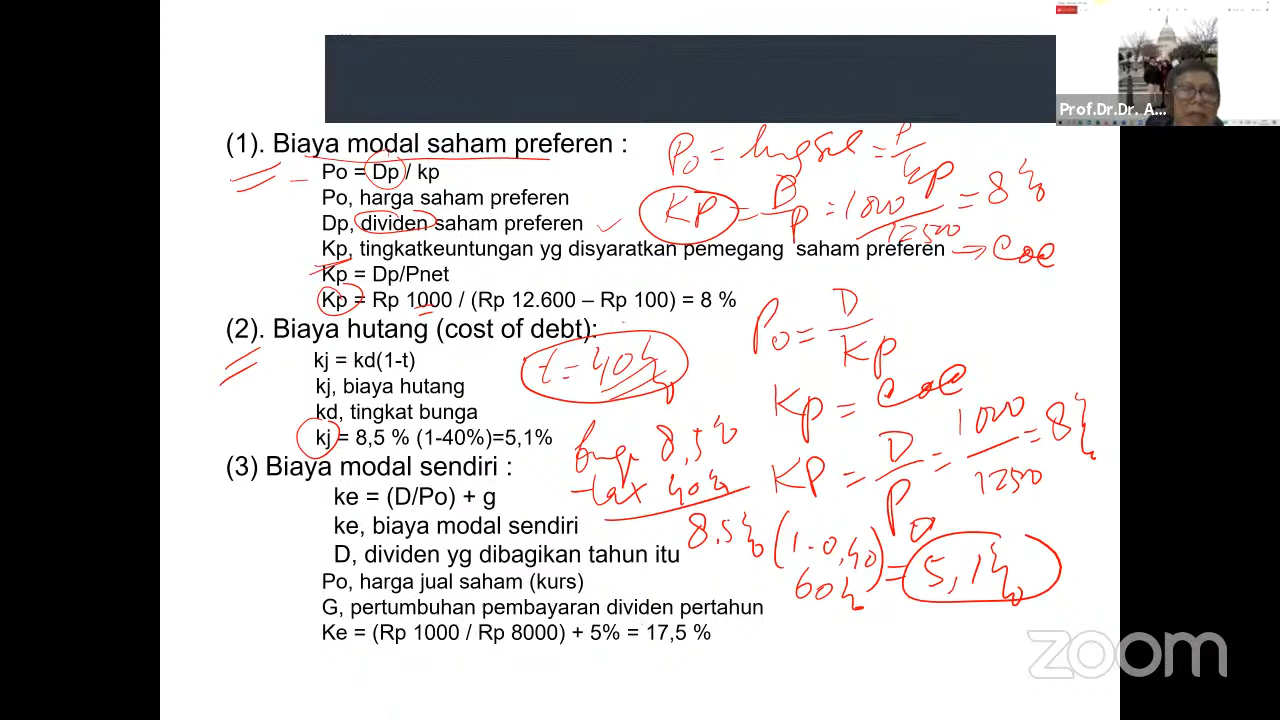 Prof.Dr.Dr. A...
(1). Biaya modal saham preferen :
Po = Dp / kp
Po, harga saham preferen
Dp, dividen saham preferen
Kp, tingkatkeuntungan yg disyaratkan pemegang saham preferen
Kp = Dp/Pnet
Kp = Rp 1000 / (Rp 12.600 – Rp 100) = 8 %
(2). Biaya hutang (cost of debt):
kj = kd(1-t)
kj, biaya hutang
kd, tingkat bunga
kj = 8,5 % (1-40%)=5,1%
(3) Biaya modal sendiri :
ke = (D/Po) + g
ke, biaya modal sendiri
D, dividen yg dibagikan tahun itu
Po, harga jual saham (kurs)
G, pertumbuhan pembayaran dividen pertahun
Ke = (Rp 1000 / Rp 8000) + 5% = 17,5 %
KP = = 1000 / 12500 = 8%
coc
t = 40%
Po = D / Kp
Kp = coc
KP = D / Po = 1000 / 1250 = 8%
8,5%
tax 40%
8.5% (1-0,40) = 5,1%
60%
zoom